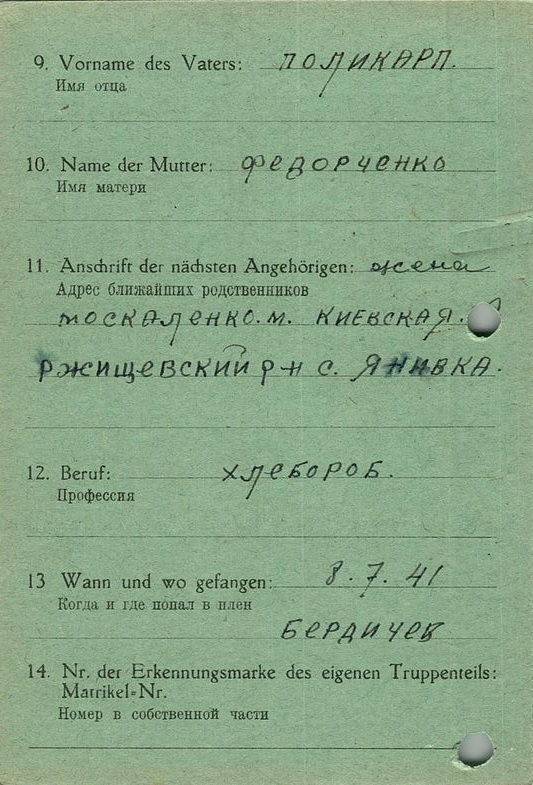 9. Vorname des Vaters: ПОЛИКАРП.
Имя отца
10. Name der Mutter: ФЕДОРЧЕНКО
Имя матери
11. Anschrift der nächsten Angehörigen: жена
Адрес ближайших родственников
МОСКАЛЕНКО. М. КИЕВСКАЯ.
РЖИЩЕВСКИЙ Р-Н С. ЯНИВКА.
12. Beruf: ХЛЕБОРОБ.
Профессия
13 Wann und wo gefangen: 8.7.41
Когда и где попал в плен
БЕРДИЧЕВ
14. Nr. der Erkennungsmarke des eigenen Truppenteils:
Matrikel-Nr.
Номер в собственной части